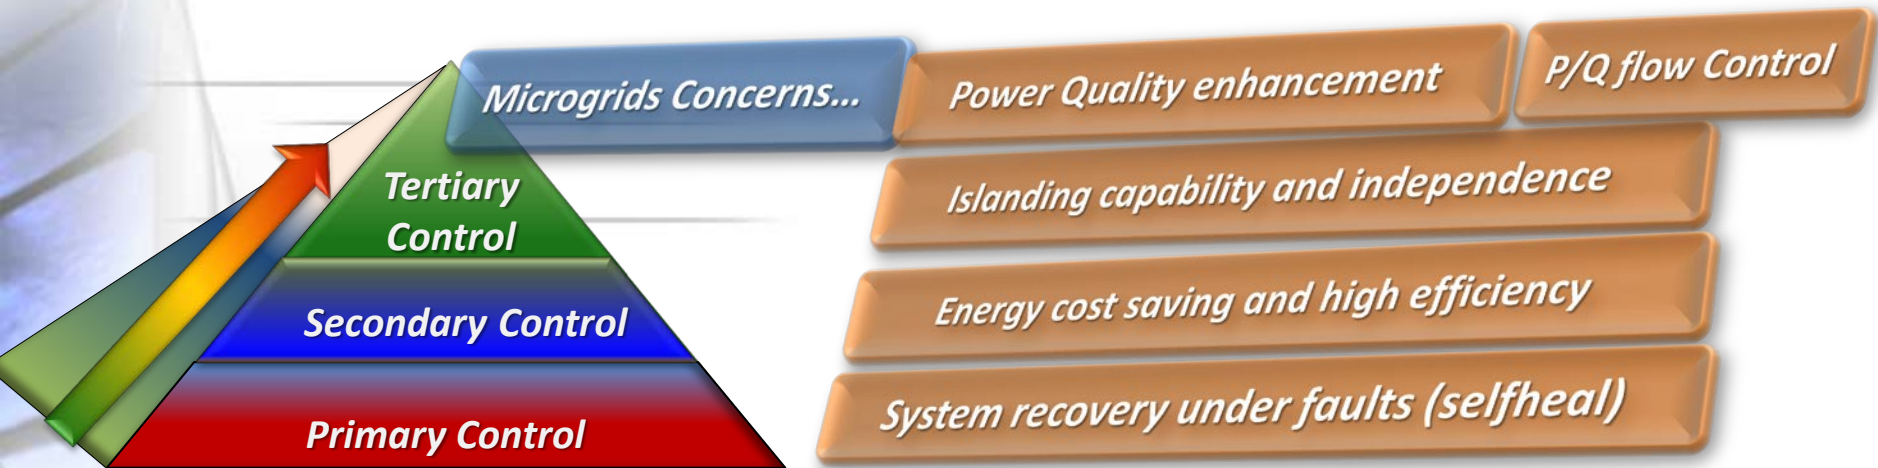 Microgrids Concerns...
Power Quality enhancement
P/Q flow Control
Islanding capability and independence
Energy cost saving and high efficiency
System recovery under faults (selfheal)
Tertiary
Control
Secondary Control
Primary Control